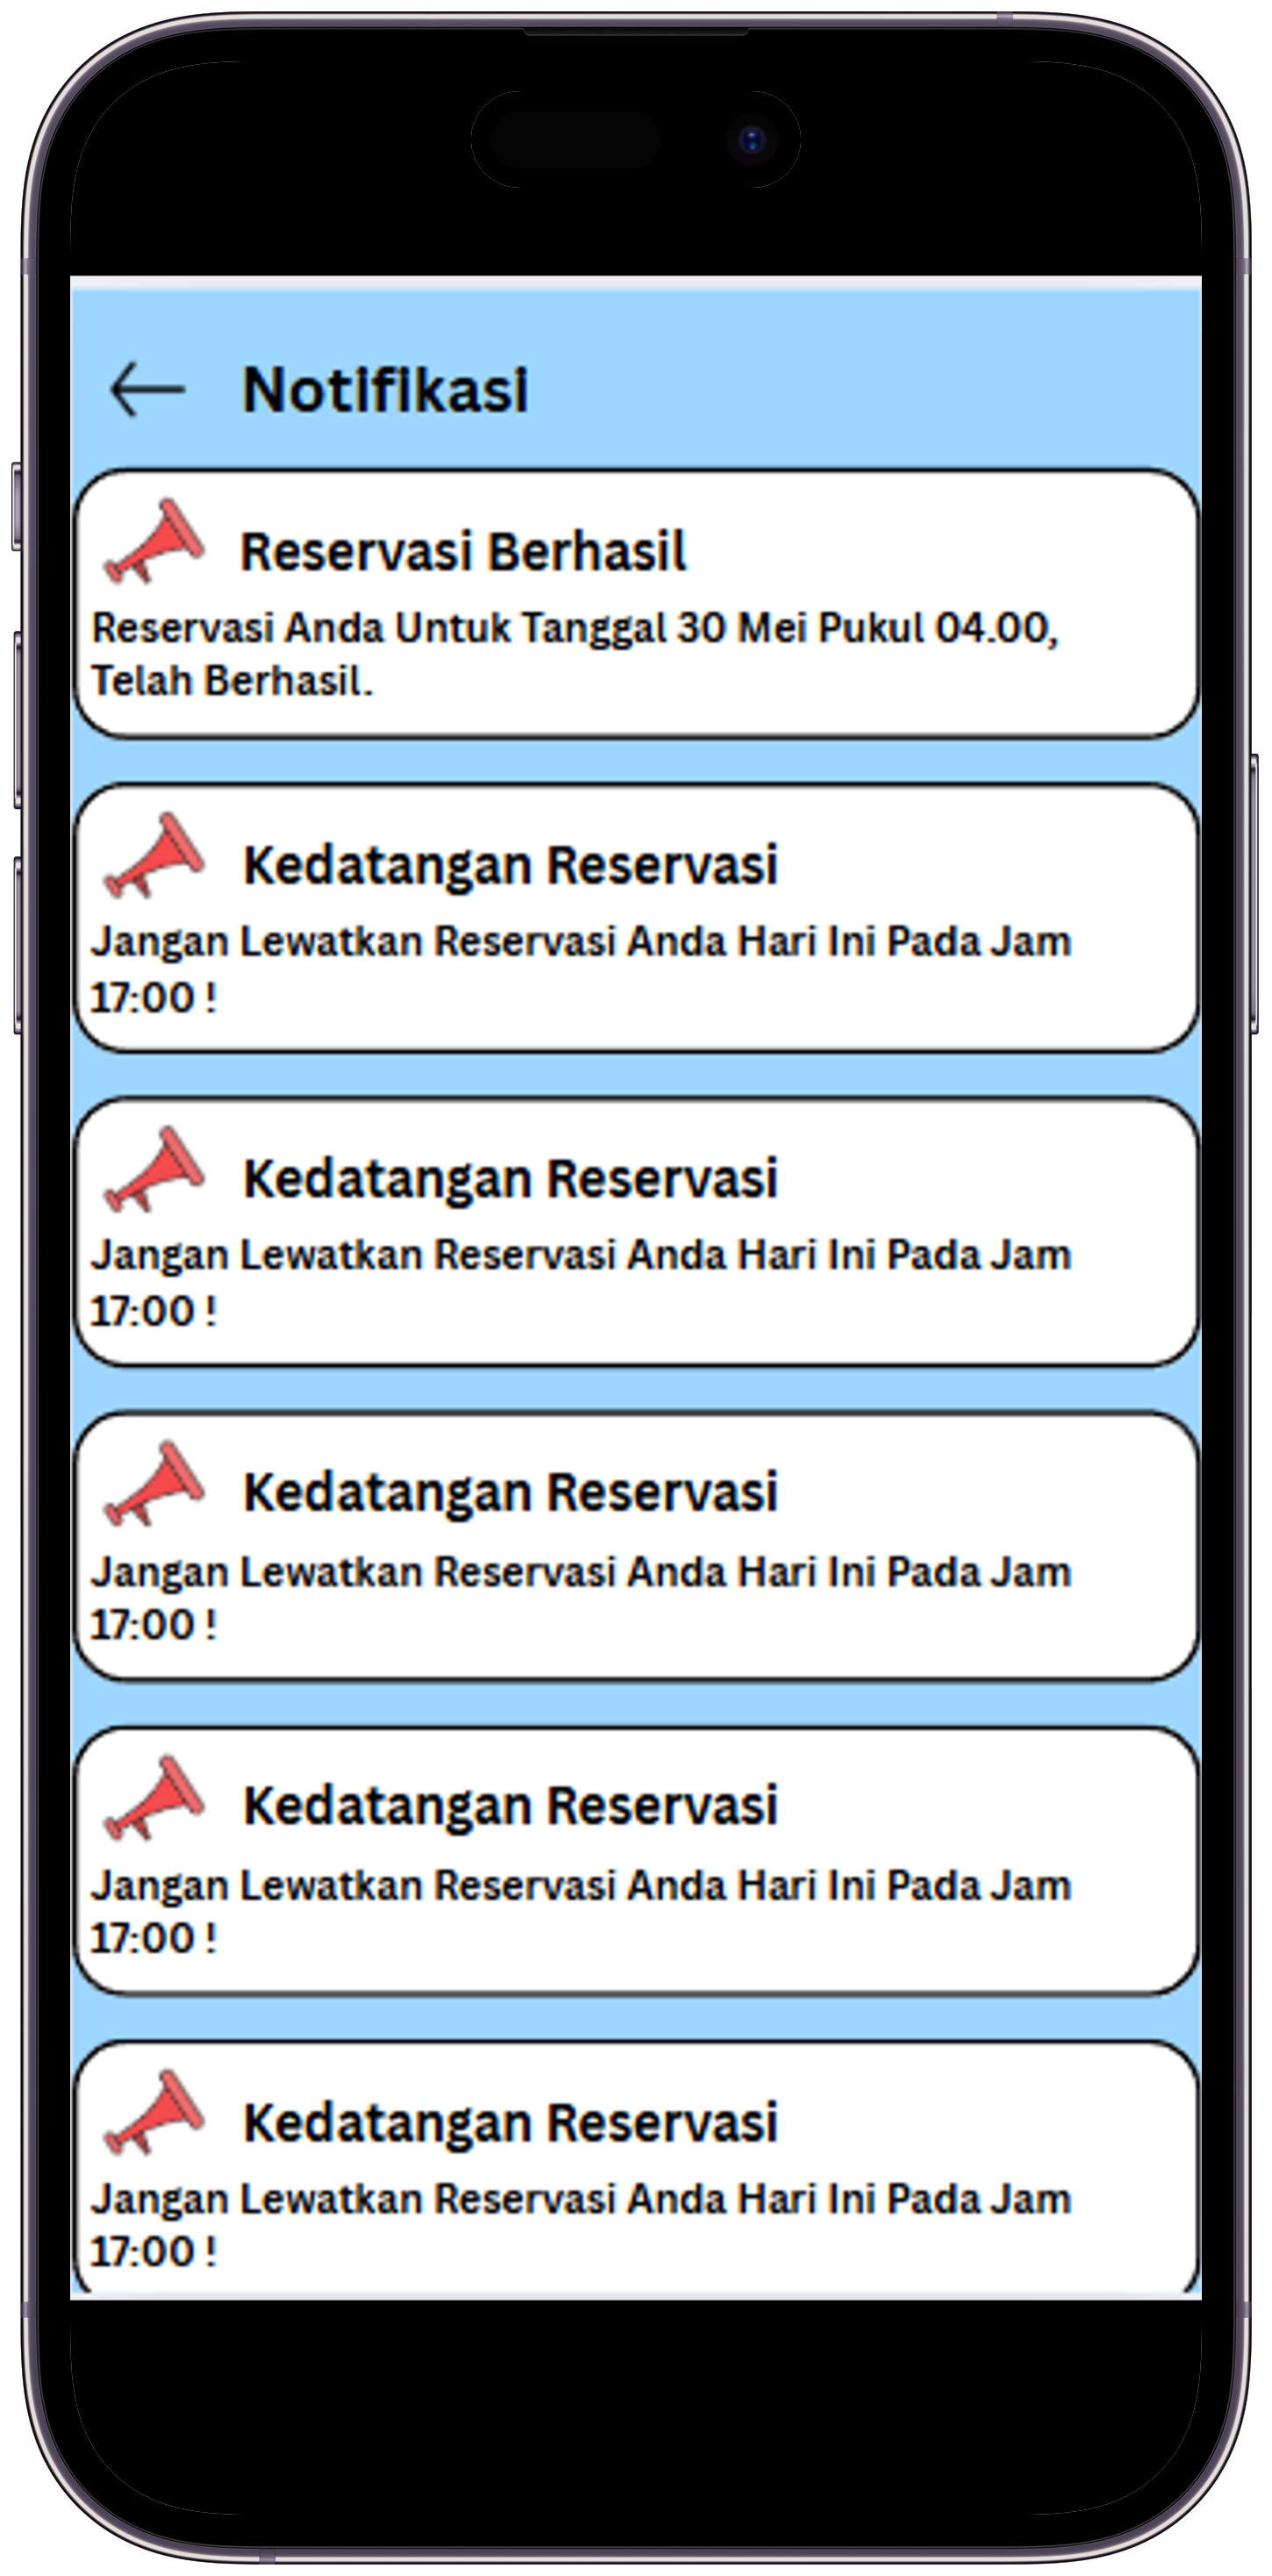 Notifikasi
Reservasi Berhasil
Reservasi Anda Untuk Tanggal 30 Mei Pukul 04.00,
Telah Berhasil.
Kedatangan Reservasi
Jangan Lewatkan Reservasi Anda Hari Ini Pada Jam
17:00 !
Kedatangan Reservasi
Jangan Lewatkan Reservasi Anda Hari Ini Pada Jam
17:00 !
Kedatangan Reservasi
Jangan Lewatkan Reservasi Anda Hari Ini Pada Jam
17:00 !
Kedatangan Reservasi
Jangan Lewatkan Reservasi Anda Hari Ini Pada Jam
17:00 !
Kedatangan Reservasi
Jangan Lewatkan Reservasi Anda Hari Ini Pada Jam
17:00 !